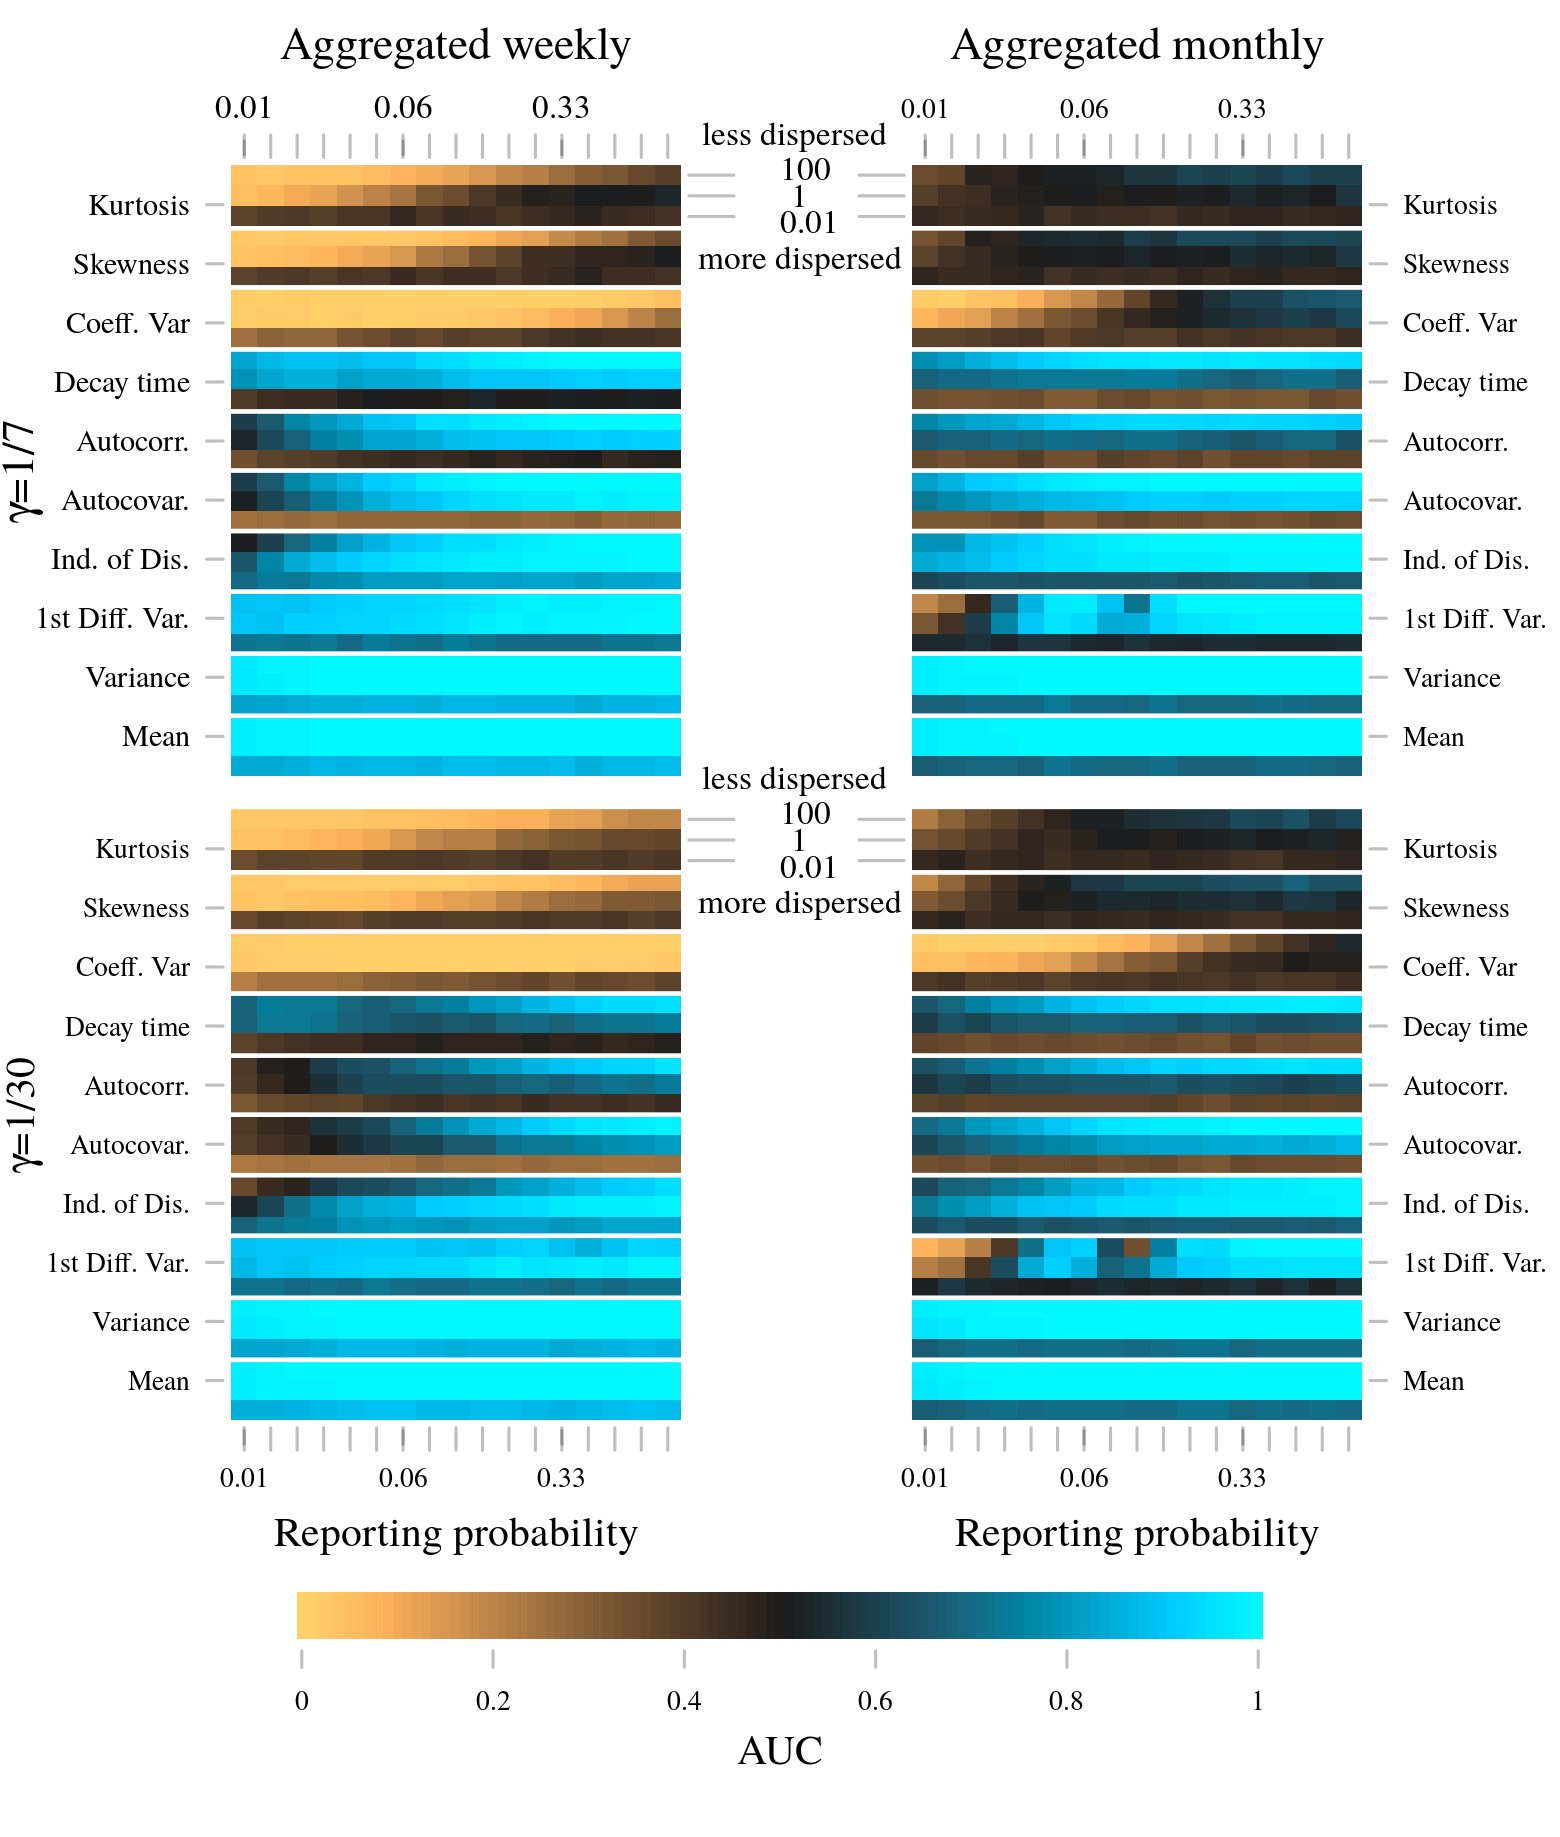 Aggregated weekly
Aggregated monthly
0.01 0.06 0.33
0.01 0.06 0.33
less dispersed
100
1
0.01
more dispersed
γ=1/7
Kurtosis
Skewness
Coeff. Var
Decay time
Autocorr.
Autocovar.
Ind. of Dis.
1st Diff. Var.
Variance
Mean
Kurtosis
Skewness
Coeff. Var
Decay time
Autocorr.
Autocovar.
Ind. of Dis.
1st Diff. Var.
Variance
Mean
less dispersed
100
1
0.01
more dispersed
γ=1/30
Kurtosis
Skewness
Coeff. Var
Decay time
Autocorr.
Autocovar.
Ind. of Dis.
1st Diff. Var.
Variance
Mean
Kurtosis
Skewness
Coeff. Var
Decay time
Autocorr.
Autocovar.
Ind. of Dis.
1st Diff. Var.
Variance
Mean
0.01 0.06 0.33
0.01 0.06 0.33
Reporting probability
Reporting probability
0 0.2 0.4 0.6 0.8 1
AUC